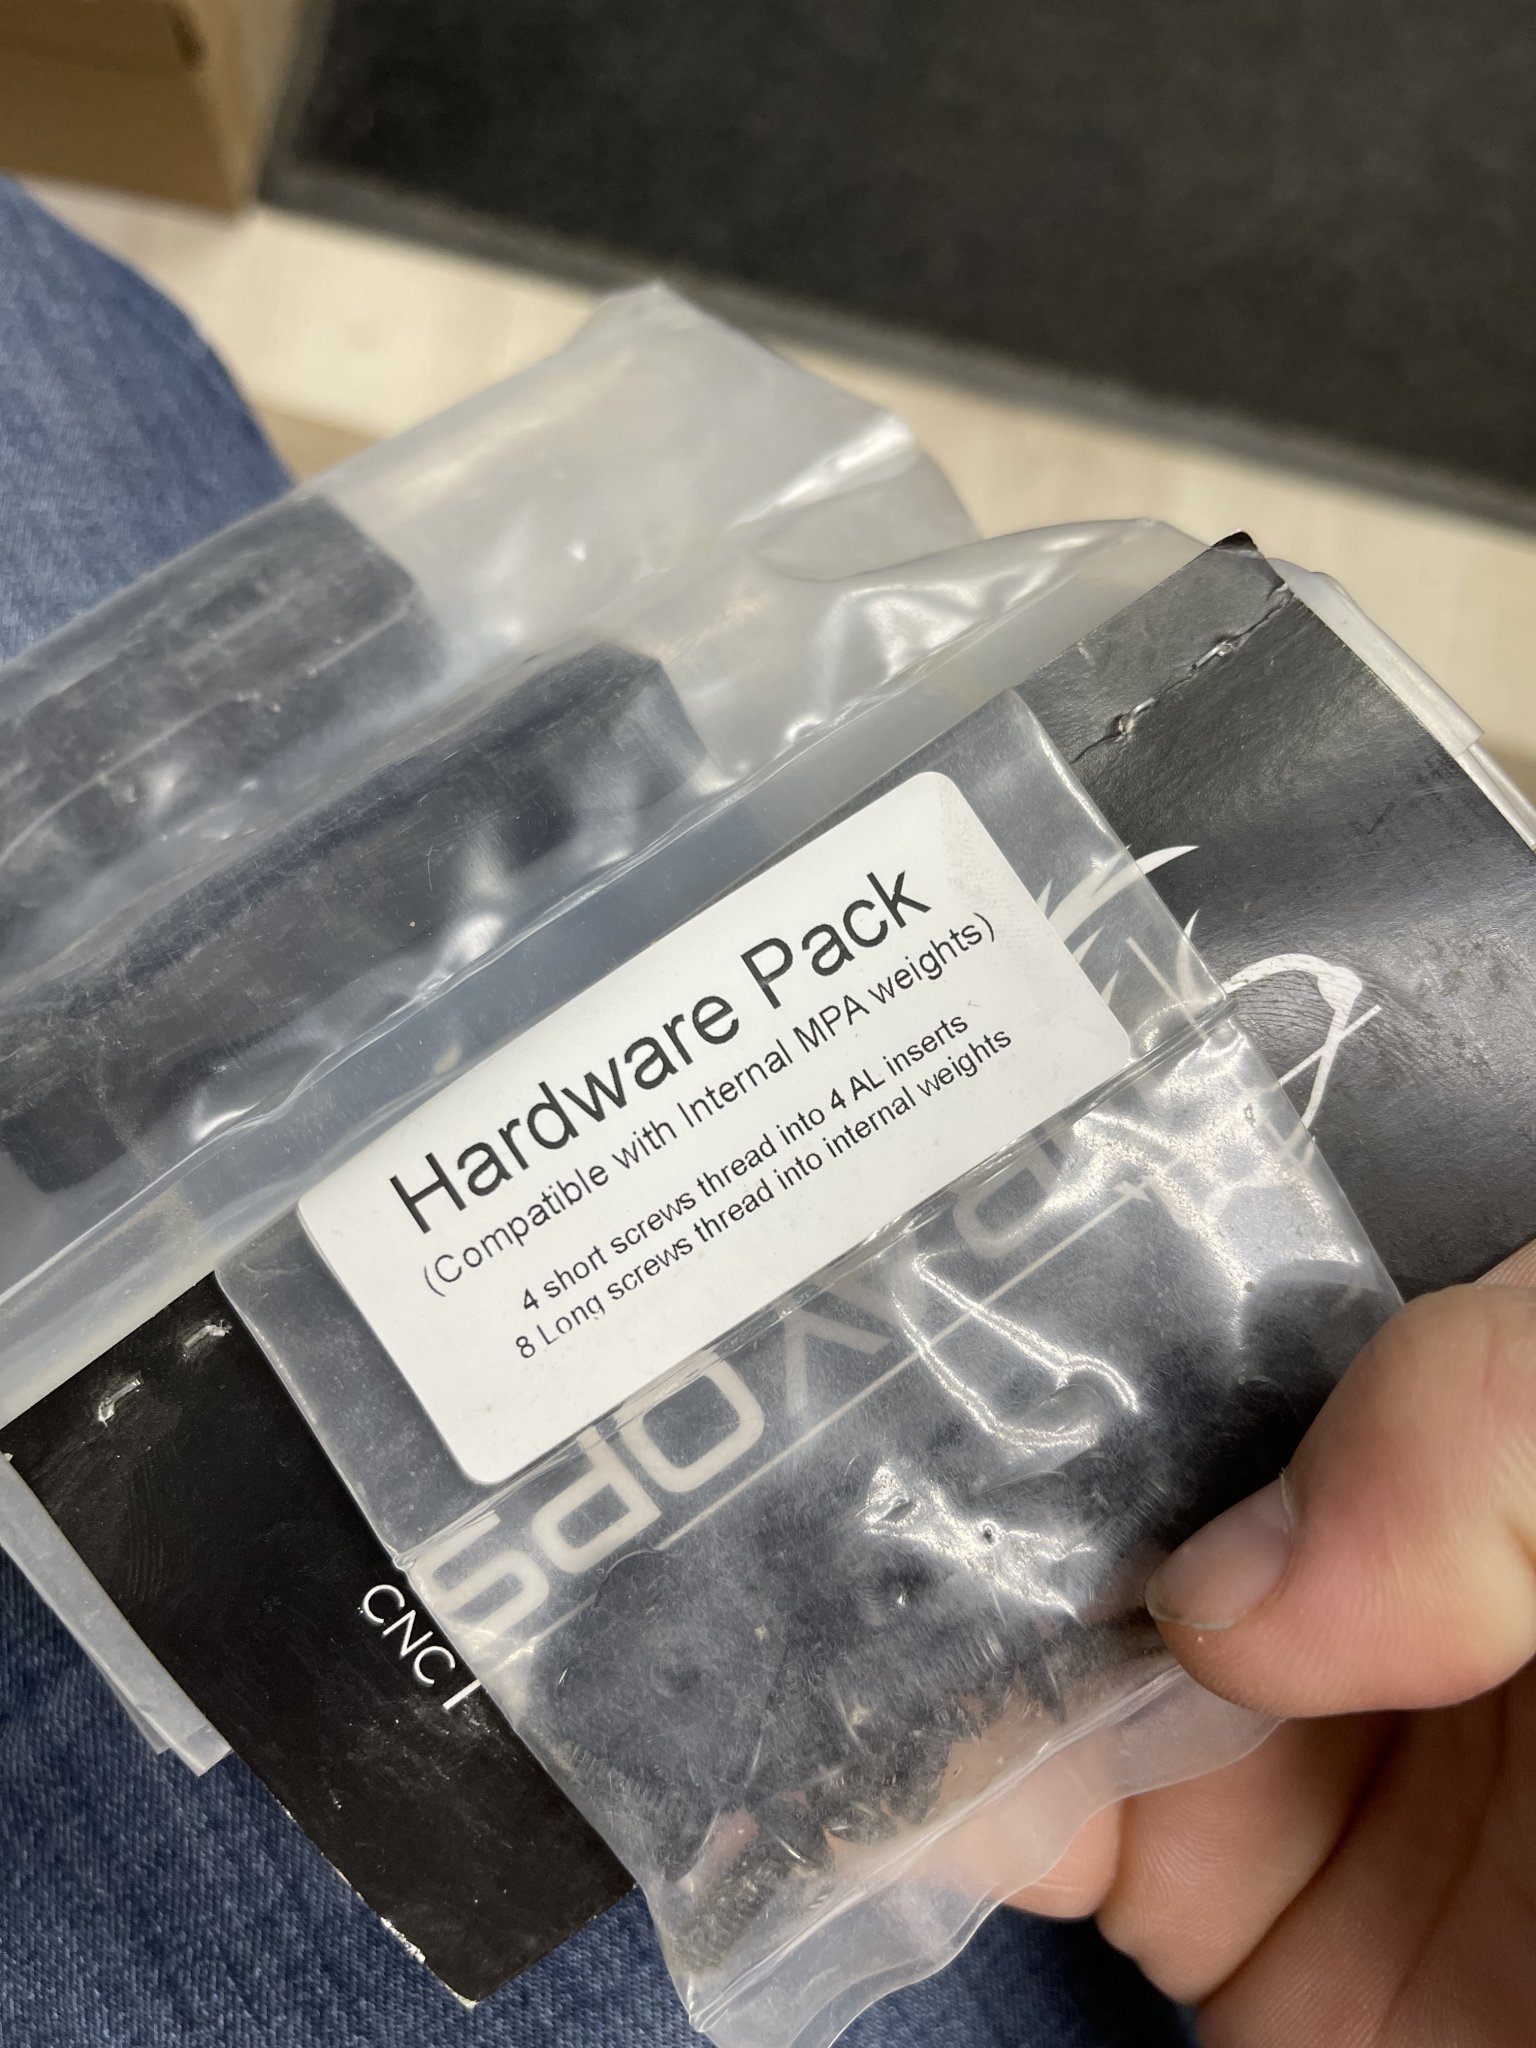 Hardware Pack
(Compatible with Internal MPA weights)
4 short screws thread into 4 AL inserts
8 Long screws thread into internal weights
CNC